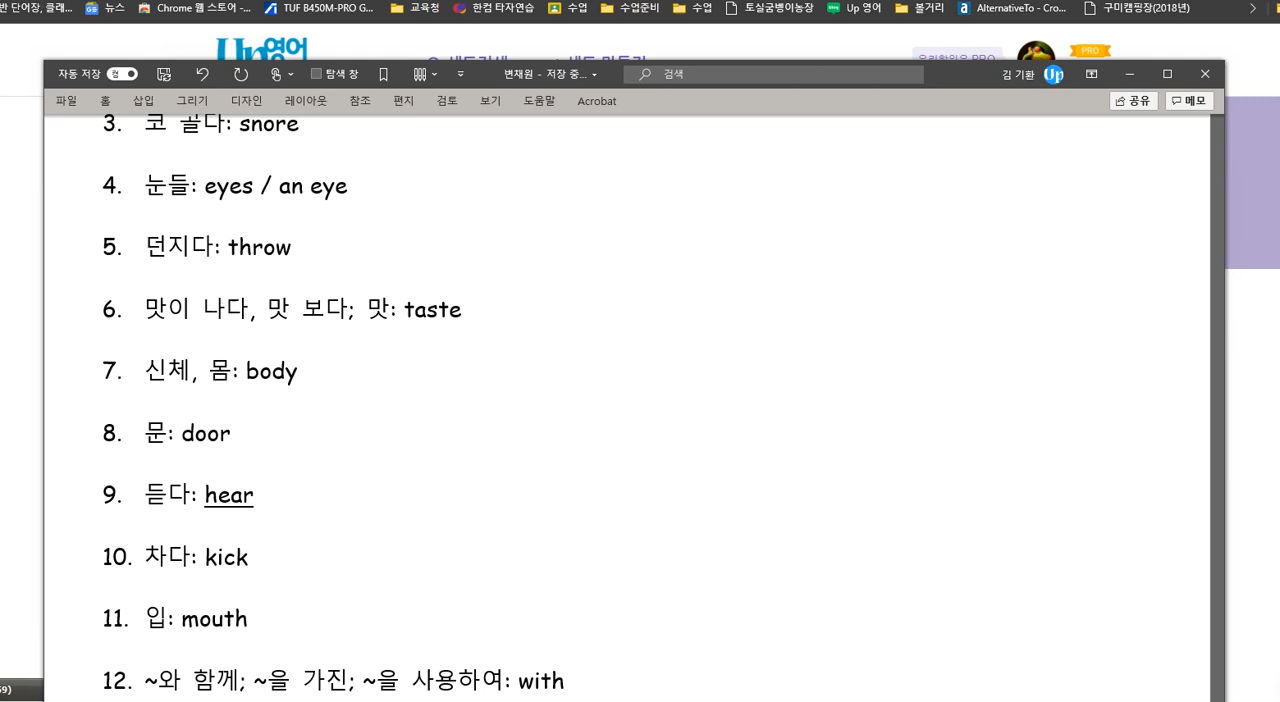 반 단어장, 클래... 뉴스 Chrome 웹 스토어 -... TUF B450M-PRO G... 교육청 한컴 타자연습 수업 수업준비 수업 토실굼벵이농장 Up 영어 볼거리 AlternativeTo - Cro... 구미캠핑장(2018년)
Up영어 PRO
자동 저장 컴 탐색 창 변채원 - 저장 중... 검색 김 기환 Up
파일 홈 삽입 그리기 디자인 레이아웃 참조 편지 검토 보기 도움말 Acrobat 공유 메모
3. 코 골다: snore
4. 눈들: eyes / an eye
5. 던지다: throw
6. 맛이 나다, 맛 보다; 맛: taste
7. 신체, 몸: body
8. 문: door
9. 듣다: hear
10. 차다: kick
11. 입: mouth
12. ~와 함께; ~을 가진; ~을 사용하여: with